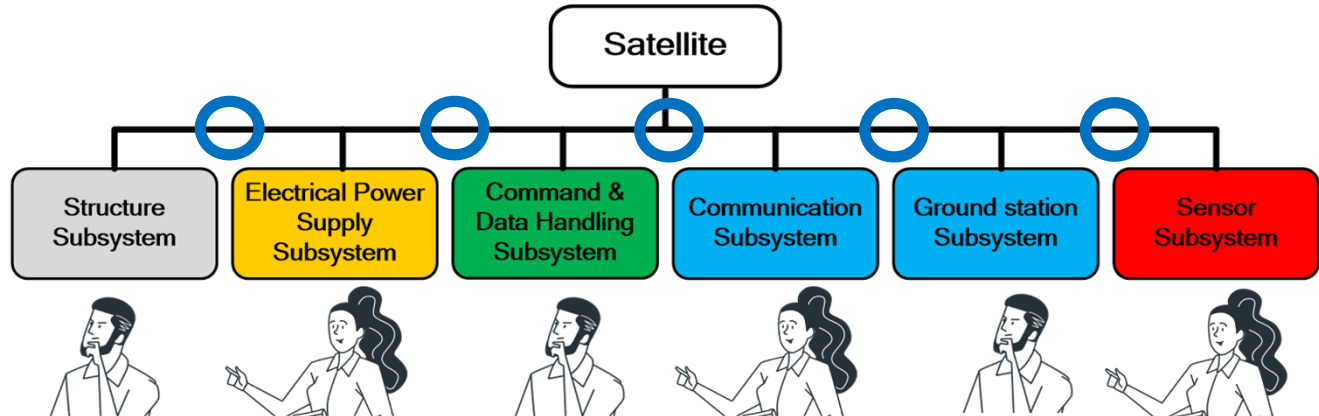 Satellite
Structure
Subsystem
Electrical Power
Supply
Subsystem
Command &
Data Handling
Subsystem
Communication
Subsystem
Ground station
Subsystem
Sensor
Subsystem